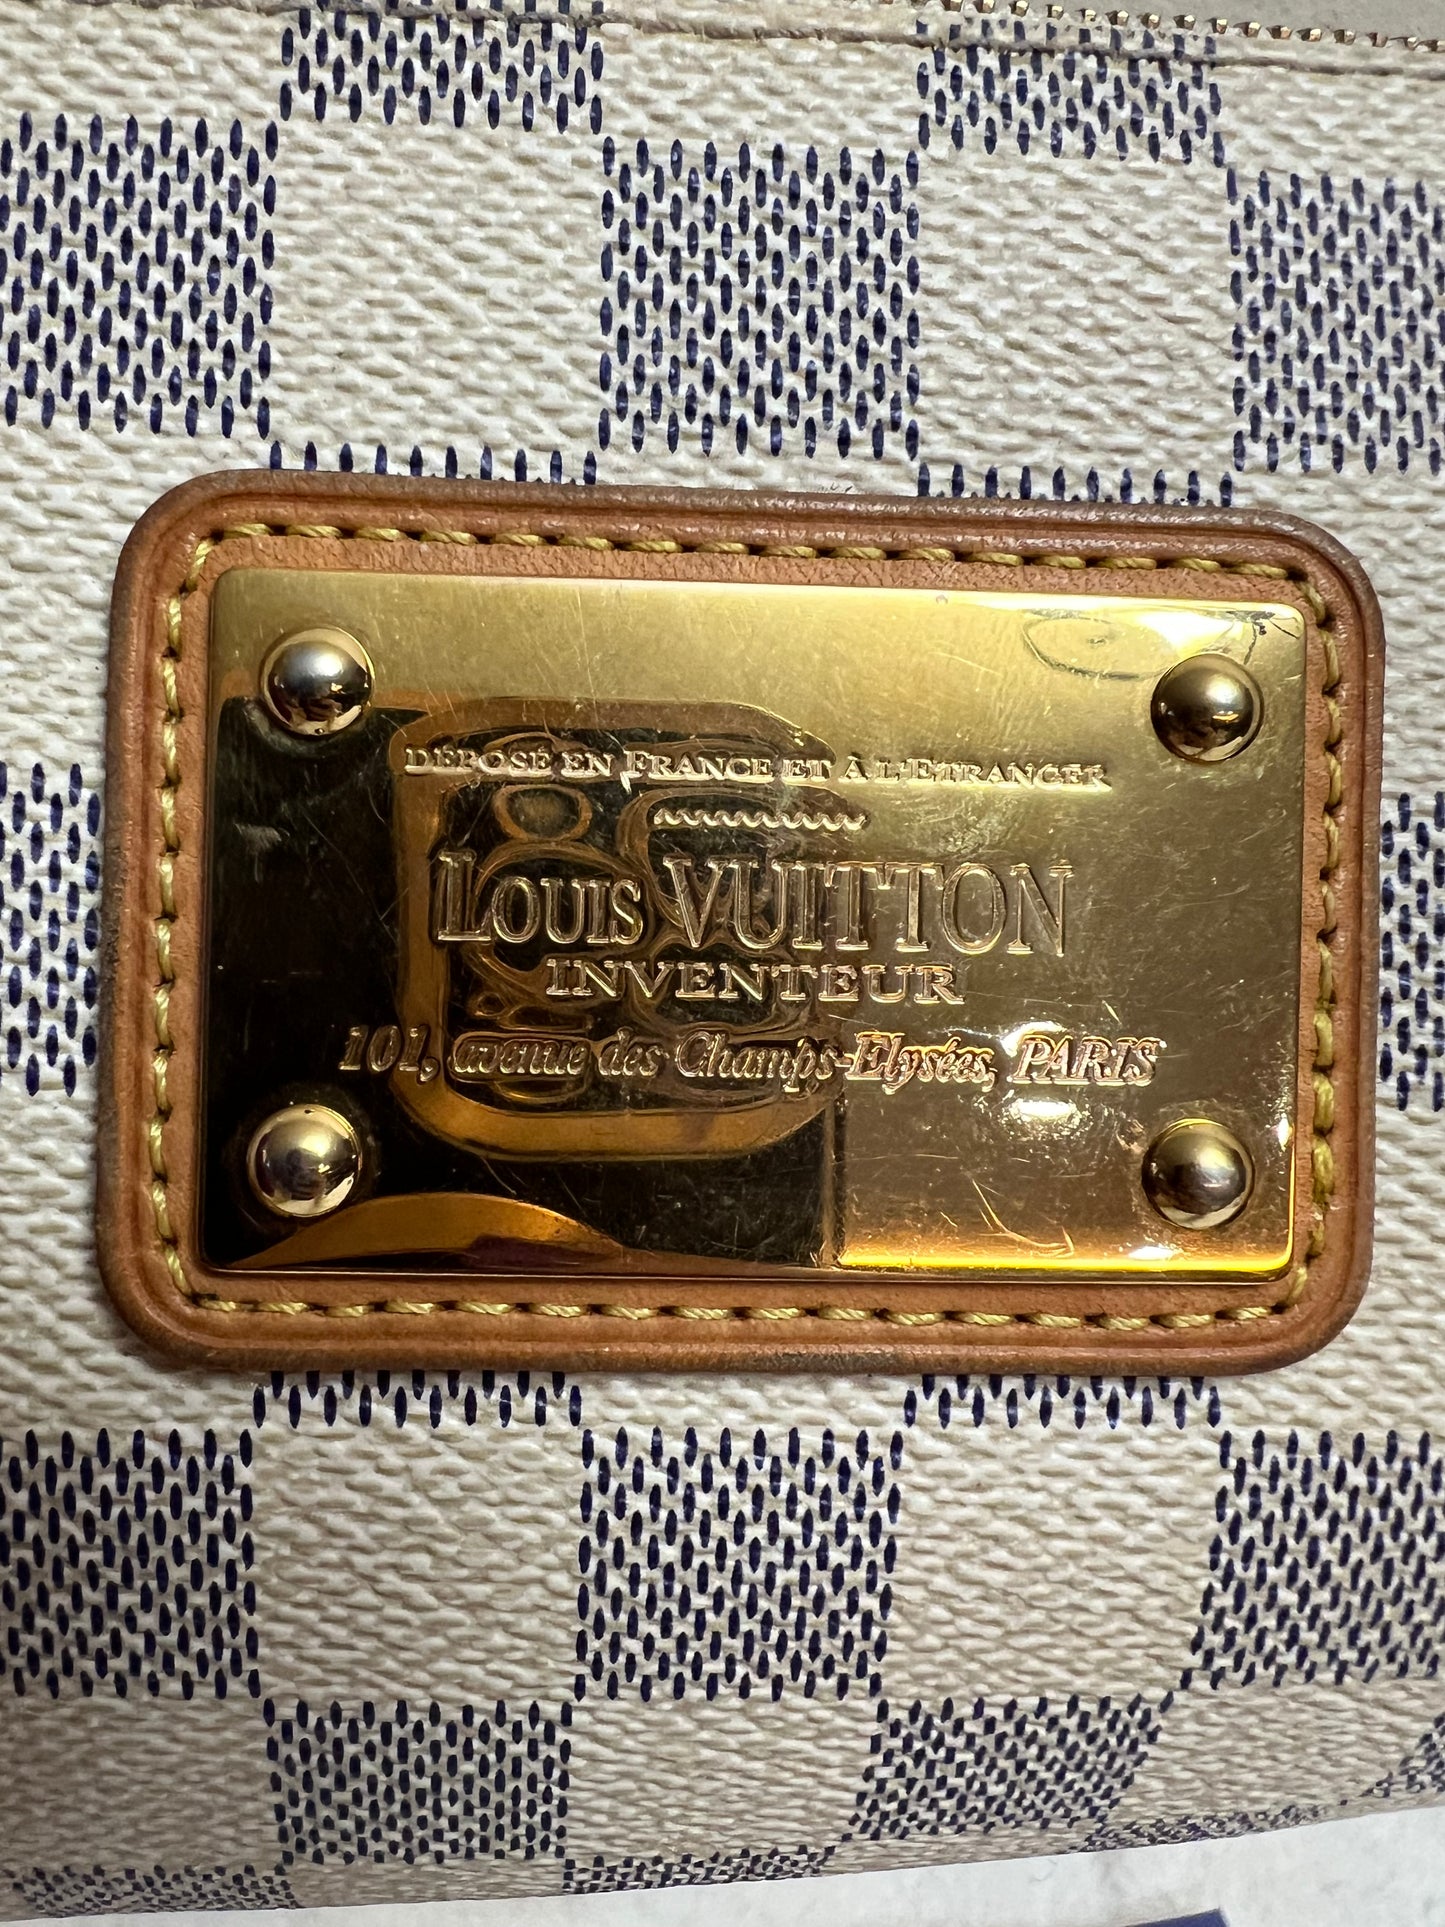 DÉPOSÉ EN FRANCE ET À L'ETRANGER
LOUIS VUITTON
INVENTEUR
101, avenue des Champs-Elysées, PARIS